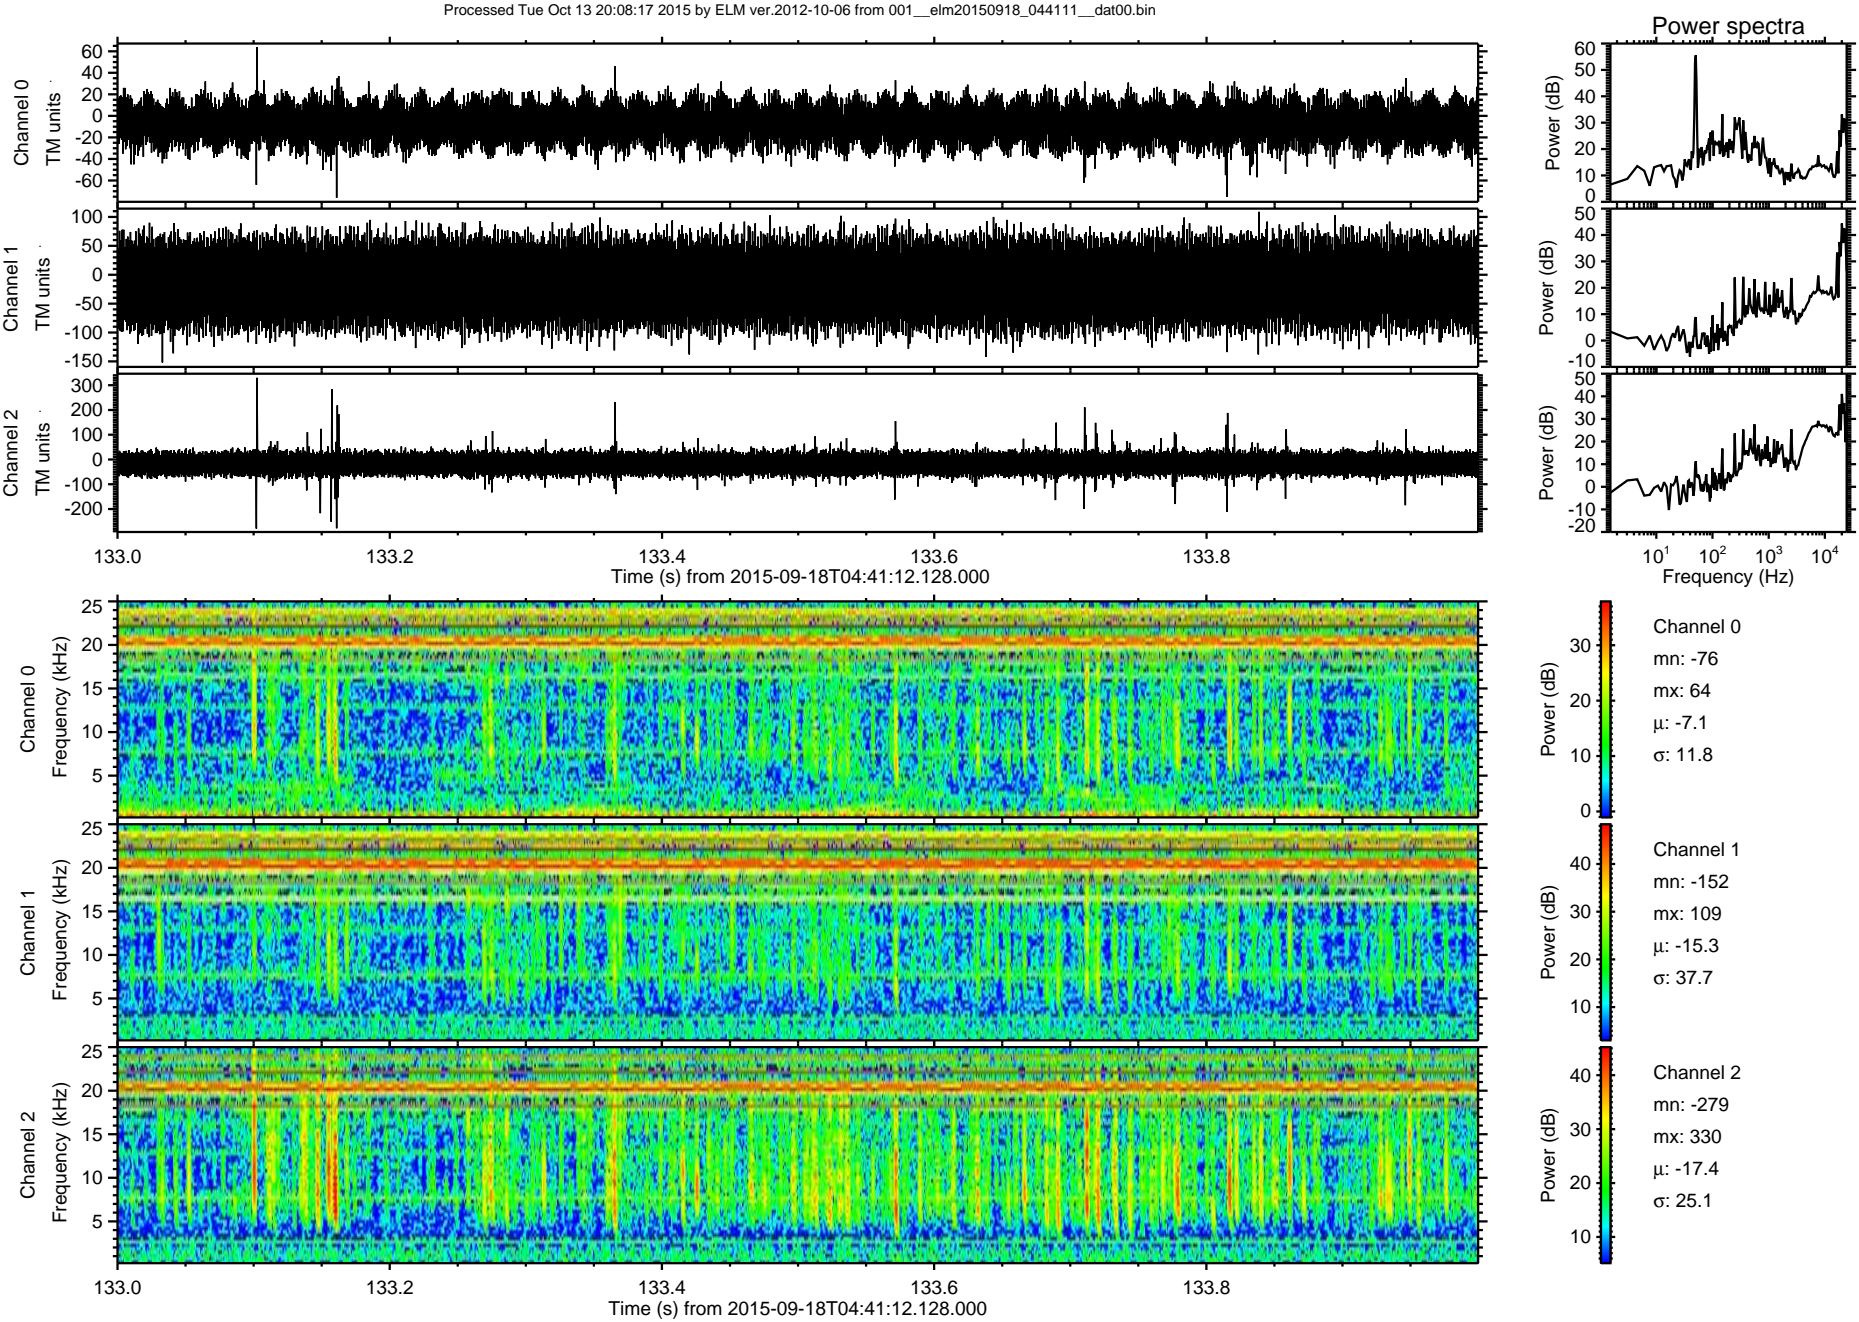 Processed Tue Oct 13 20:08:17 2015 by ELM ver.2012-10-06 from 001__elm20150918_044111__dat00.bin
Power spectra
Channel 0
TM units
60
40
20
0
-20
-40
-60
Power (dB)
60
50
40
30
20
10
0
Channel 1
TM units
100
50
0
-50
-100
-150
Power (dB)
50
40
30
20
10
0
-10
Channel 2
TM units
300
200
100
0
-100
-200
Power (dB)
50
40
30
20
10
0
-10
-20
133.0 133.2 133.4 133.6 133.8
Time (s) from 2015-09-18T04:41:12.128.000
10^1 10^2 10^3 10^4
Frequency (Hz)
Channel 0
Frequency (kHz)
25
20
15
10
5
Power (dB)
30
20
10
0
Channel 0
mn: -76
mx: 64
μ: -7.1
σ: 11.8
Channel 1
Frequency (kHz)
25
20
15
10
5
Power (dB)
40
30
20
10
Channel 1
mn: -152
mx: 109
μ: -15.3
σ: 37.7
Channel 2
Frequency (kHz)
25
20
15
10
5
Power (dB)
40
30
20
10
Channel 2
mn: -279
mx: 330
μ: -17.4
σ: 25.1
133.0 133.2 133.4 133.6 133.8
Time (s) from 2015-09-18T04:41:12.128.000